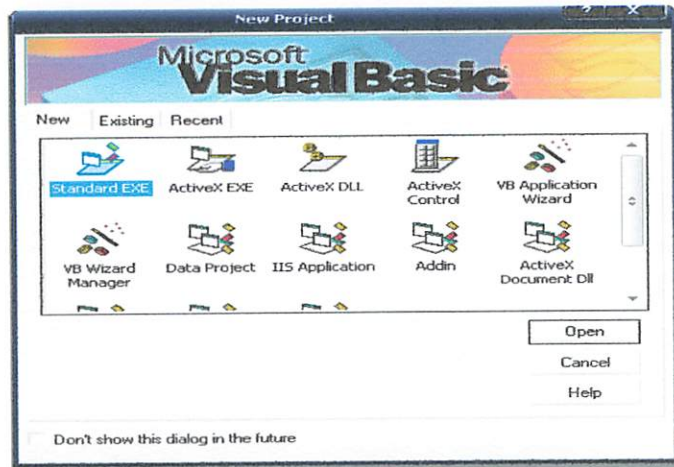 New Project
? X
Microsoft
Visual Basic
New Existing Recent
Standard EXE ActiveX EXE ActiveX DLL ActiveX Control VB Application Wizard
VB Wizard Manager Data Project IIS Application Addin ActiveX Document Dll
Open
Cancel
Help
Don't show this dialog in the future